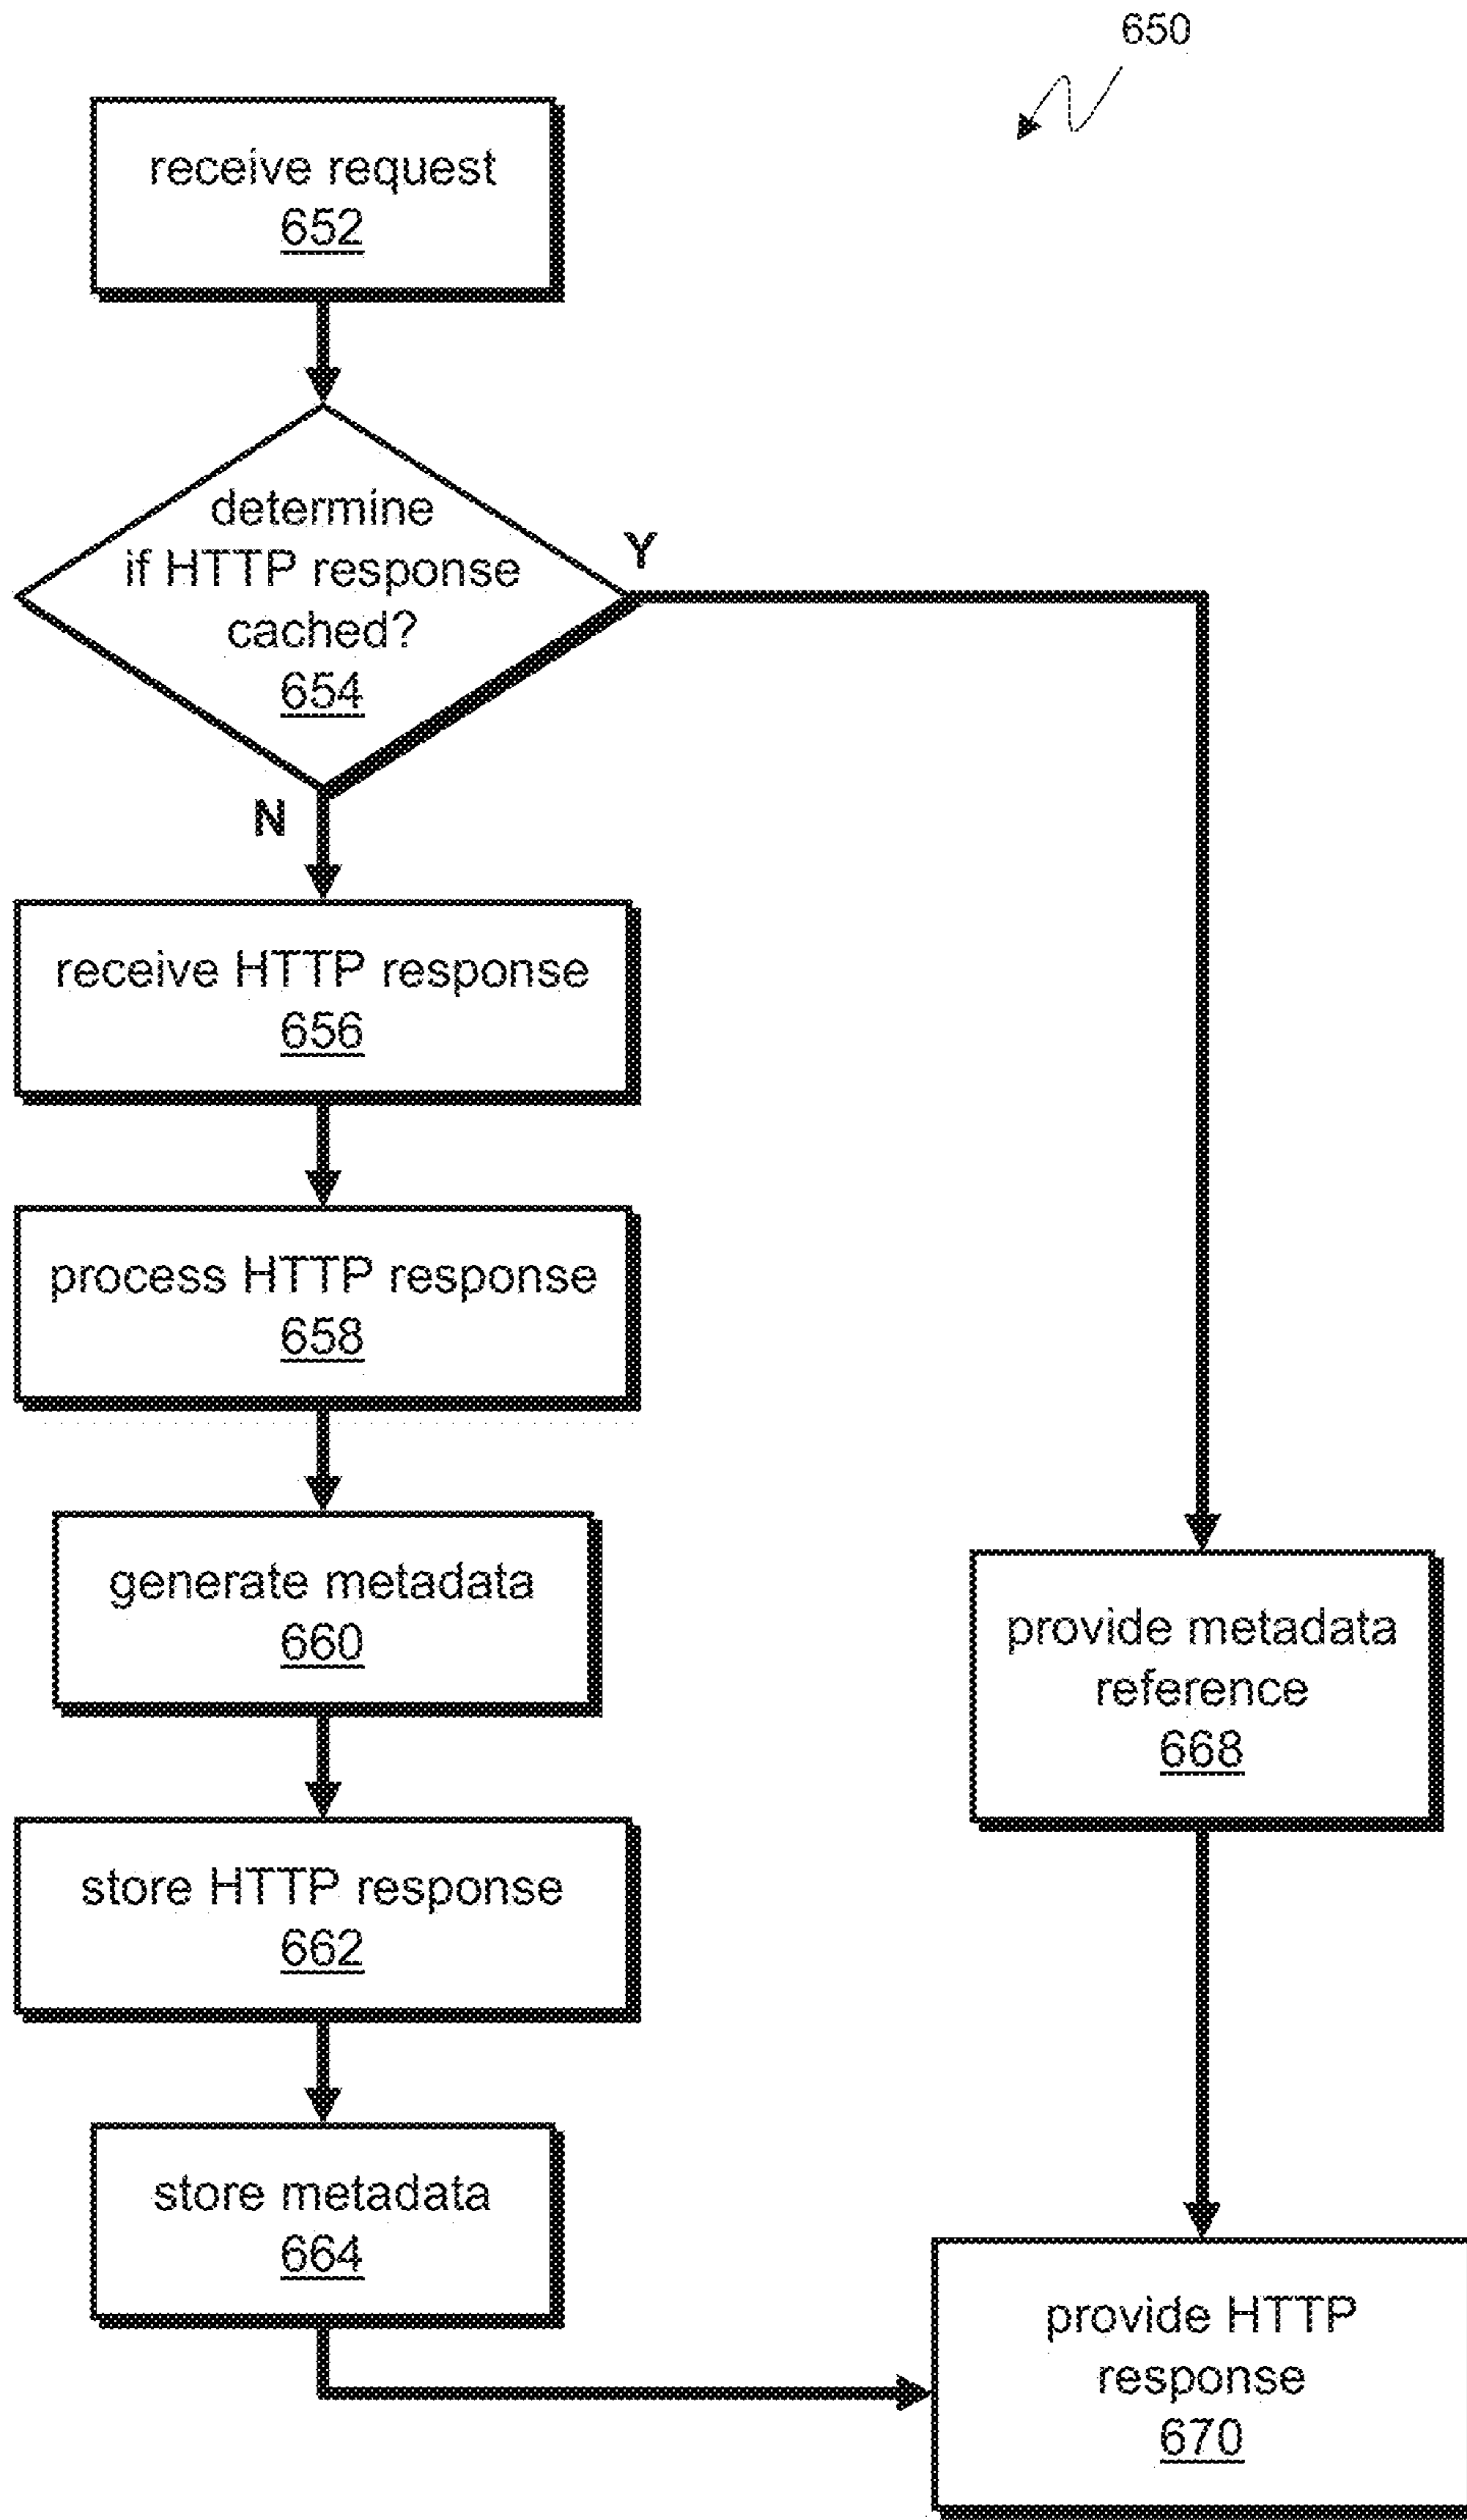 650
receive request
652
determine
if HTTP response
cached?
654
Y
N
receive HTTP response
656
process HTTP response
658
generate metadata
660
store HTTP response
662
store metadata
664
provide metadata
reference
668
provide HTTP
response
670